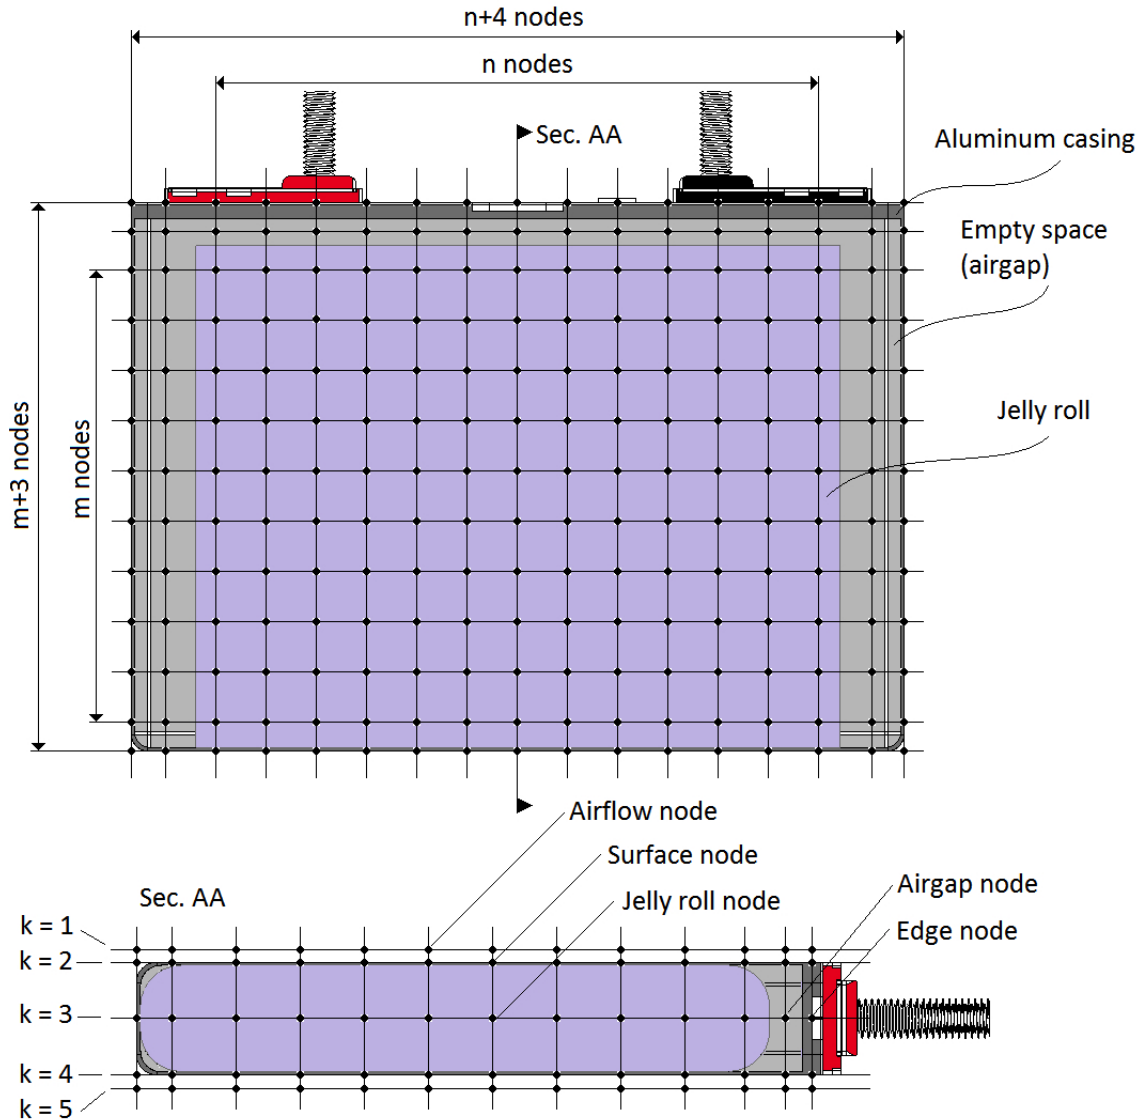 n+4 nodes
n nodes
Sec. AA
Aluminum casing
Empty space
(airgap)
Jelly roll
m+3 nodes
m nodes
Airflow node
Surface node
Jelly roll node
Airgap node
Edge node
Sec. AA
k = 1
k = 2
k = 3
k = 4
k = 5